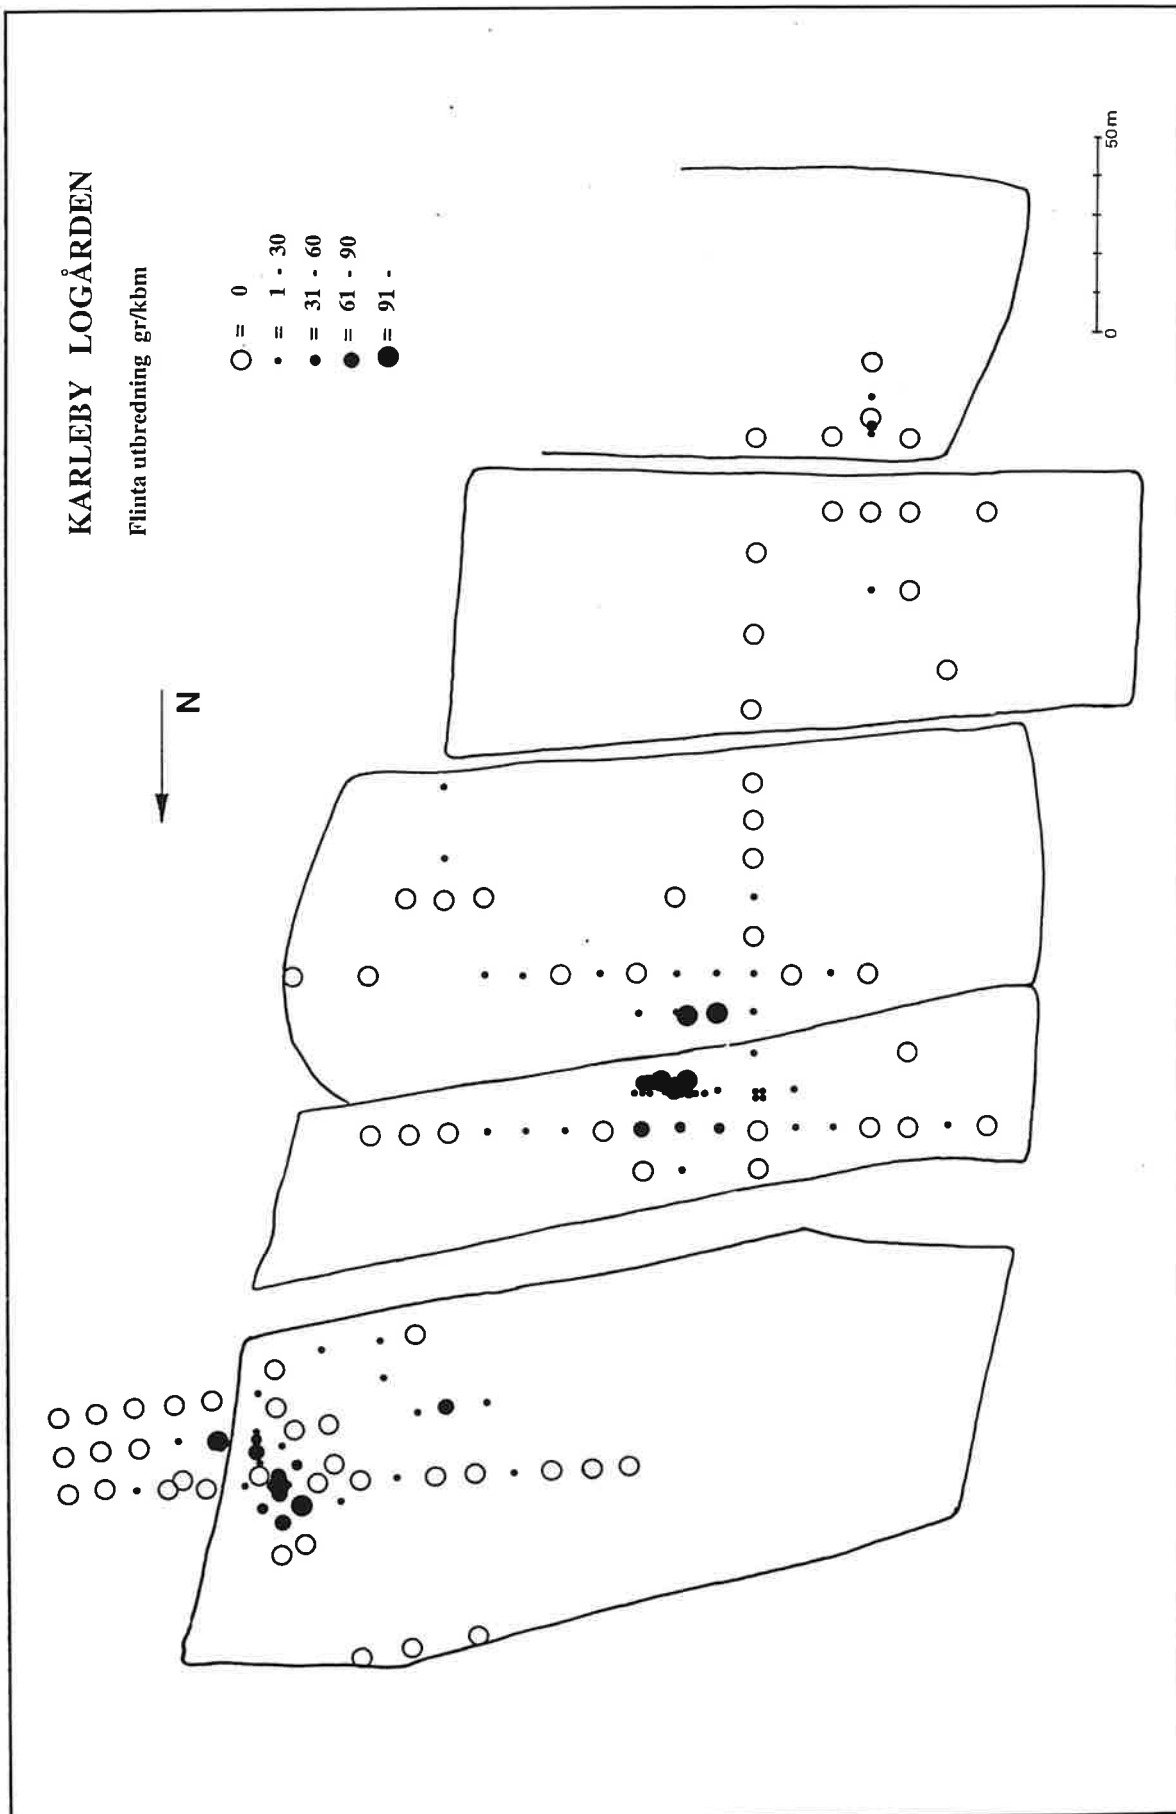 KARLEBY LOGÅRDEN
Flinta utbredning gr/kbm
= 0
= 1 - 30
= 31 - 60
= 61 - 90
= 91 -
N
0 50m